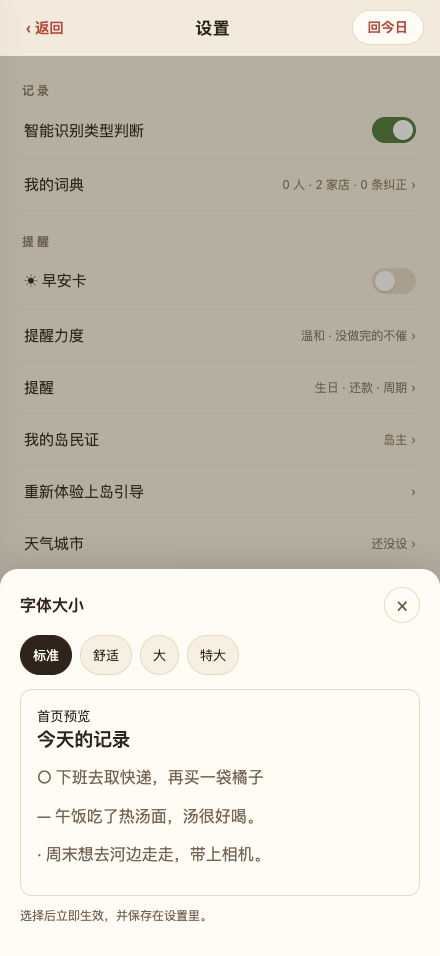 ‹ 返回
设置
回今日
记录
智能识别类型判断
我的词典
0 人 · 2 家店 · 0 条纠正 ›
提醒
☀ 早安卡
提醒力度
温和 · 没做完的不催 ›
提醒
生日 · 还款 · 周期 ›
我的岛民证
岛主 ›
重新体验上岛引导
›
天气城市
还没设 ›
字体大小
×
标准
舒适
大
特大
首页预览
今天的记录
○ 下班去取快递，再买一袋橘子
— 午饭吃了热汤面，汤很好喝。
· 周末想去河边走走，带上相机。
选择后立即生效，并保存在设置里。